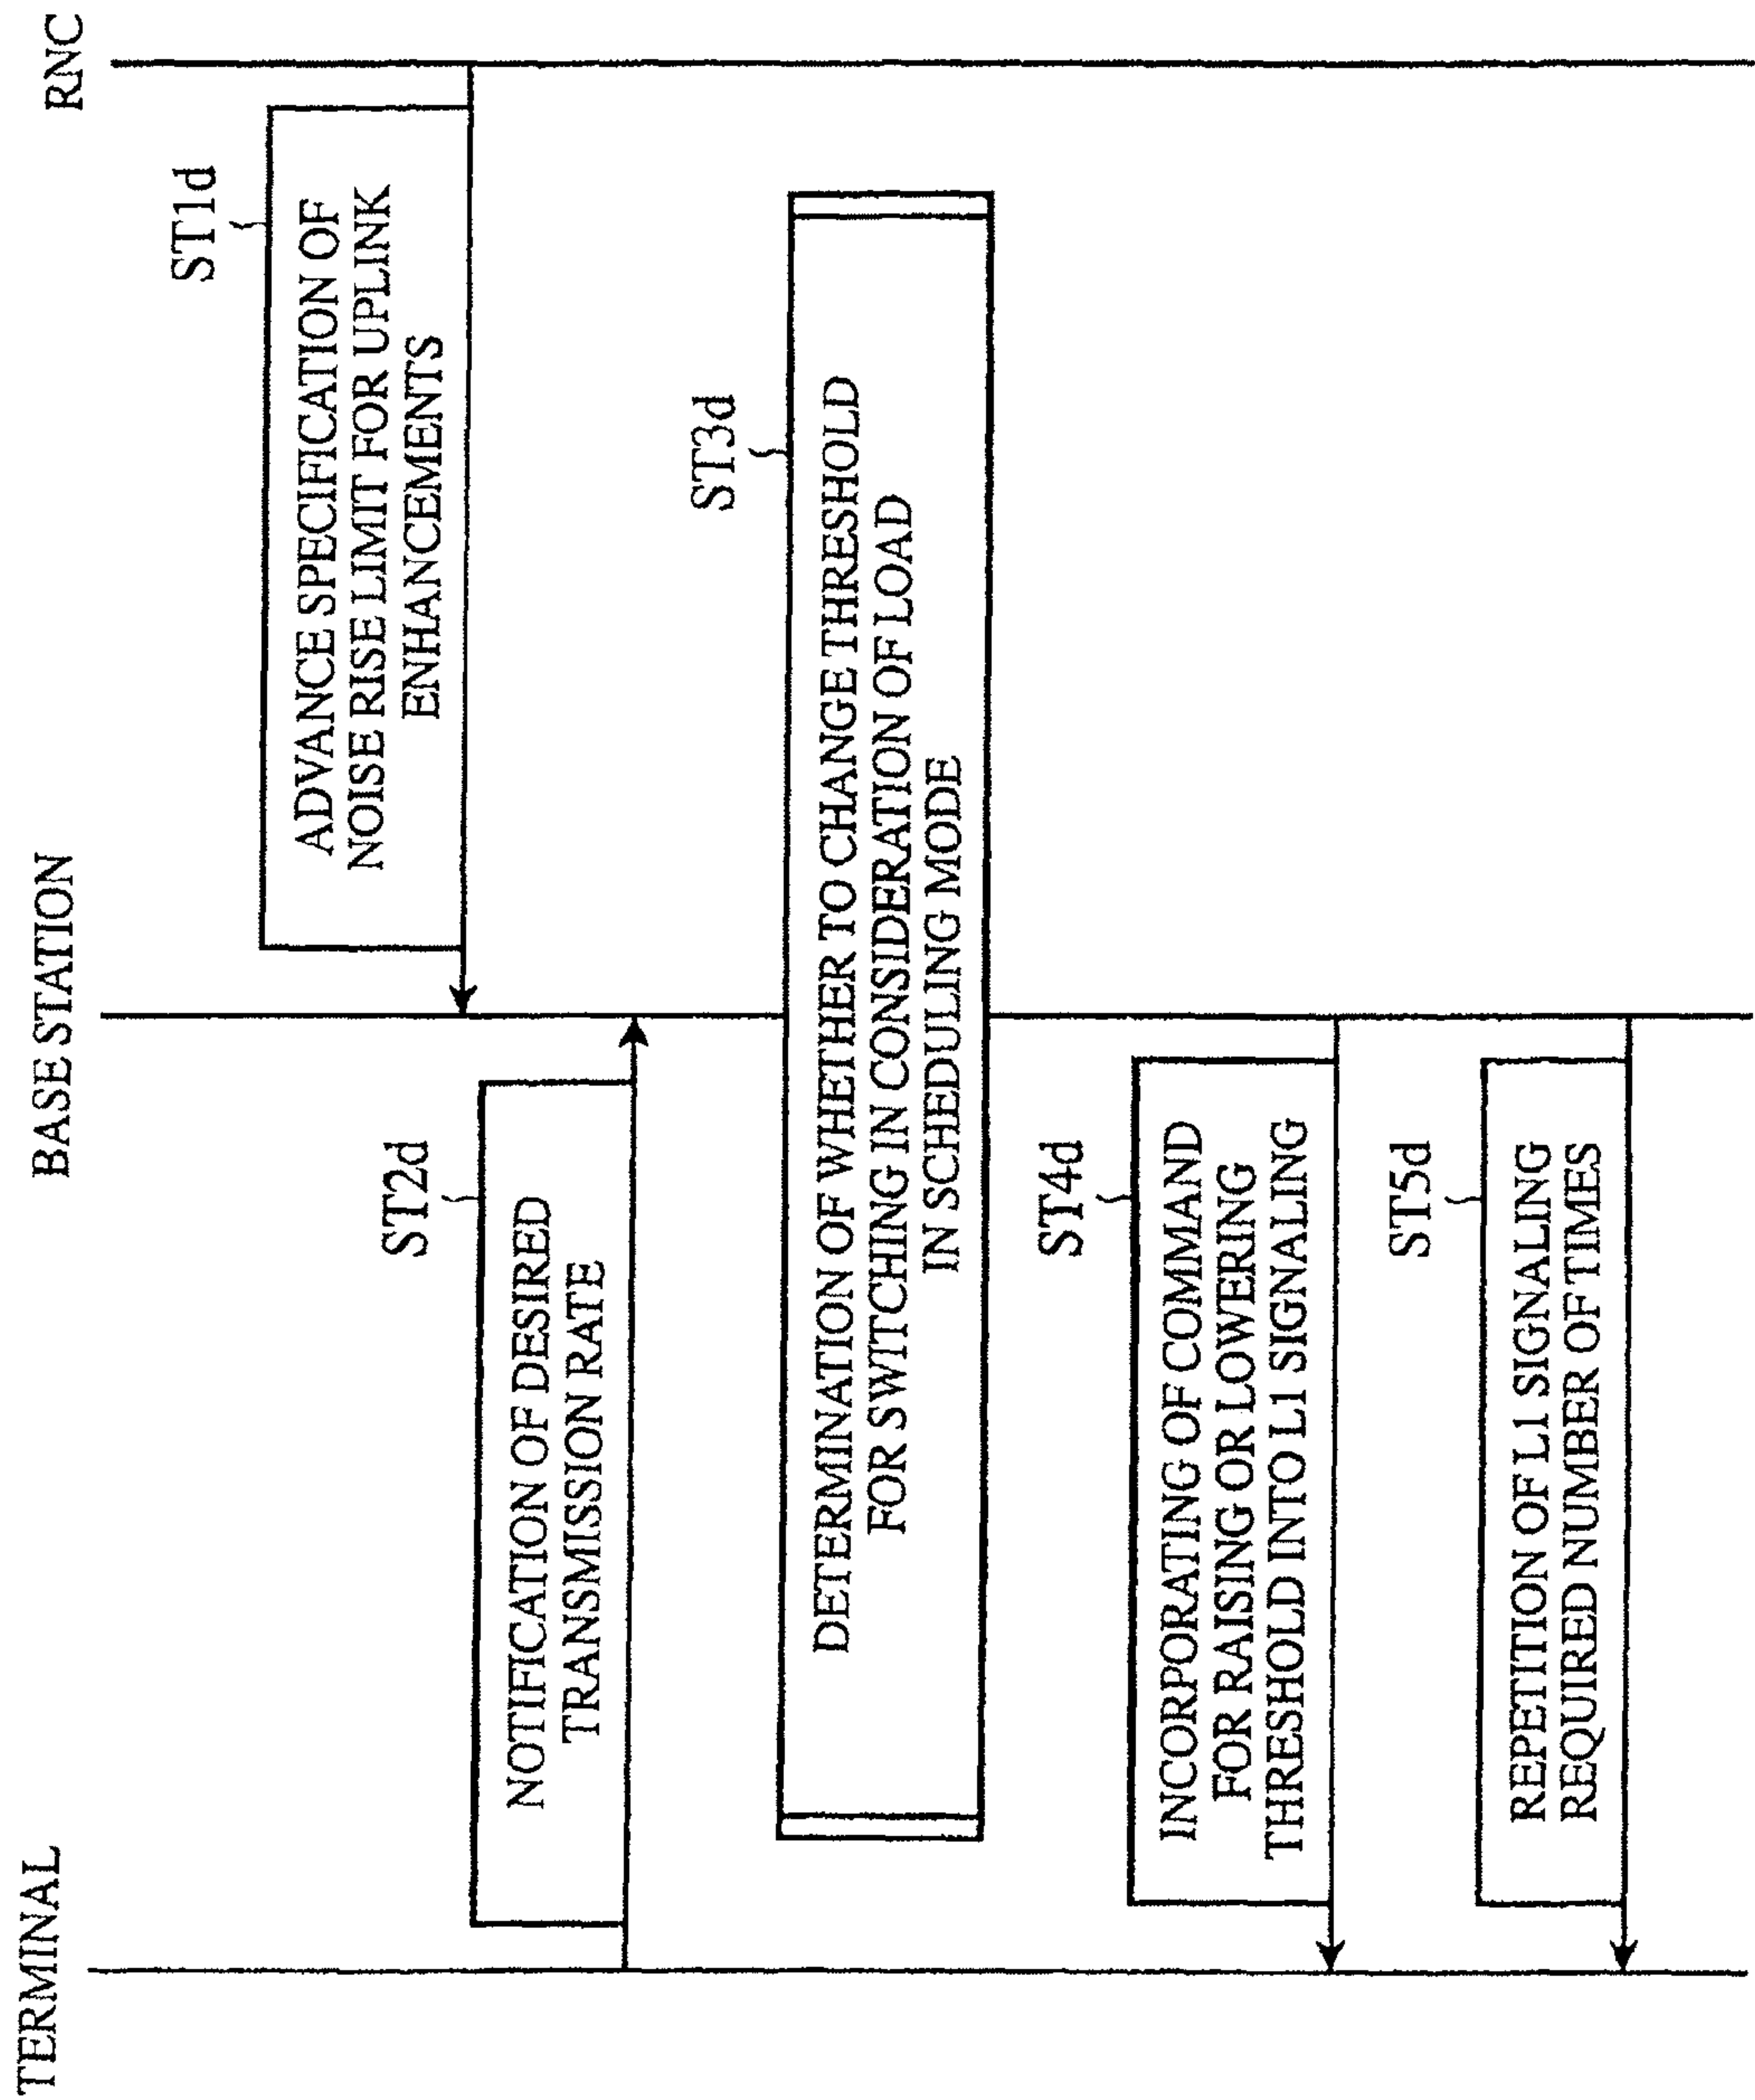 TERMINAL
BASE STATION
RNC
ST1d
ADVANCE SPECIFICATION OF
NOISE RISE LIMIT FOR UPLINK
ENHANCEMENTS
ST2d
NOTIFICATION OF DESIRED
TRANSMISSION RATE
ST3d
DETERMINATION OF WHETHER TO CHANGE THRESHOLD
FOR SWITCHING IN CONSIDERATION OF LOAD
IN SCHEDULING MODE
ST4d
INCORPORATING OF COMMAND
FOR RAISING OR LOWERING
THRESHOLD INTO L1 SIGNALING
ST5d
REPETITION OF L1 SIGNALING
REQUIRED NUMBER OF TIMES